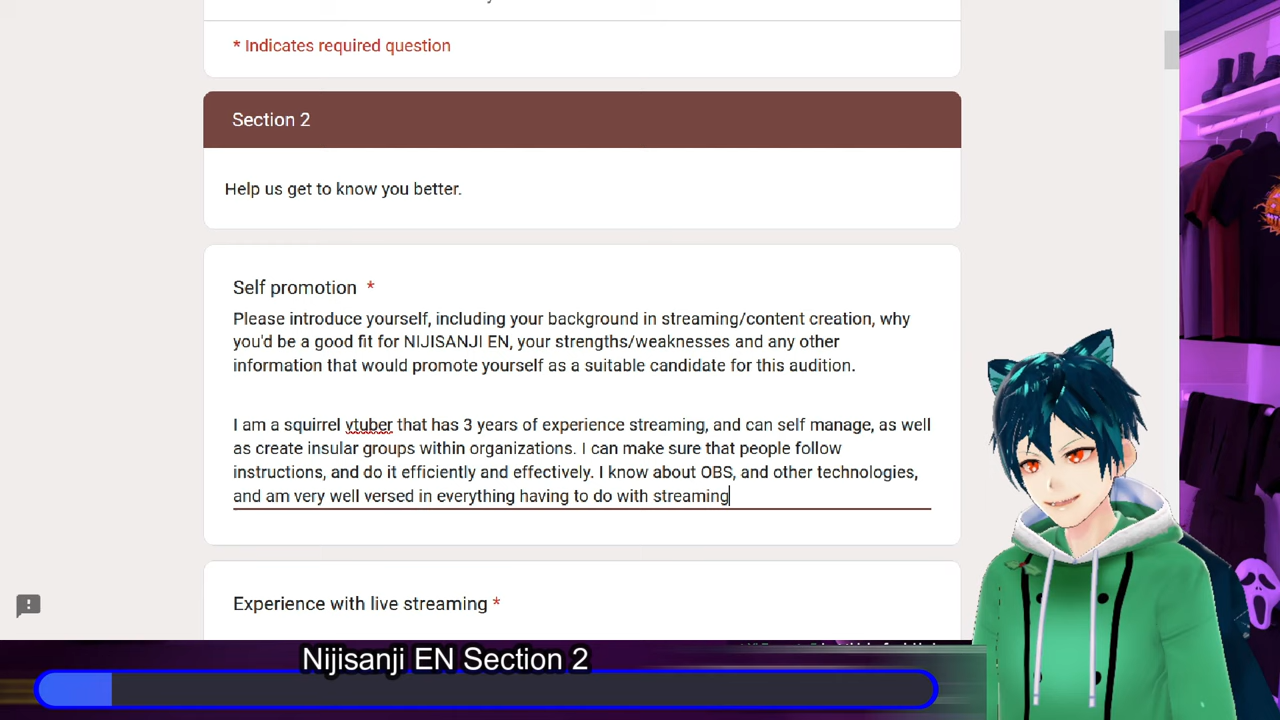 * Indicates required question
Section 2
Help us get to know you better.
Self promotion *
Please introduce yourself, including your background in streaming/content creation, why
you'd be a good fit for NIJISANJI EN, your strengths/weaknesses and any other
information that would promote yourself as a suitable candidate for this audition.
I am a squirrel vtuber that has 3 years of experience streaming, and can self manage, as well
as create insular groups within organizations. I can make sure that people follow
instructions, and do it efficiently and effectively. I know about OBS, and other technologies,
and am very well versed in everything having to do with streaming
Experience with live streaming *
Nijisanji EN Section 2